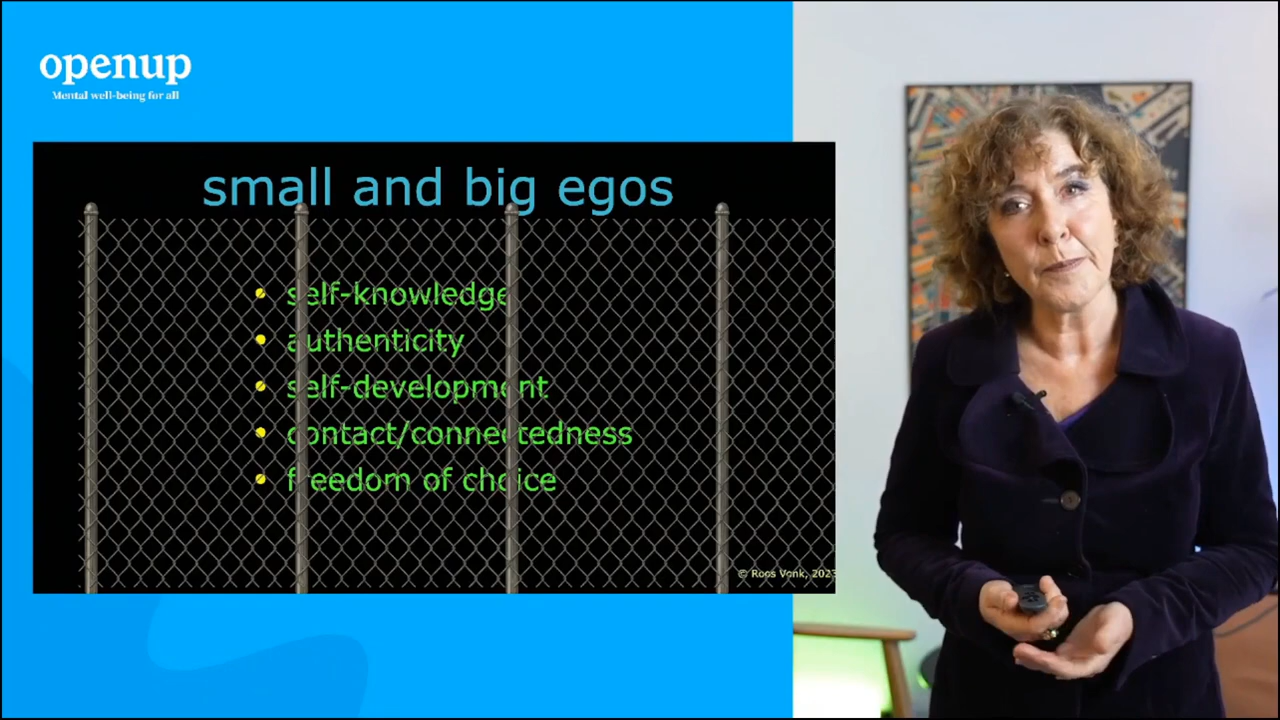 openup
Mental well-being for all
small and big egos
self-knowledge
authenticity
self-development
contact/connectedness
freedom of choice
© Roos Vonk, 2023